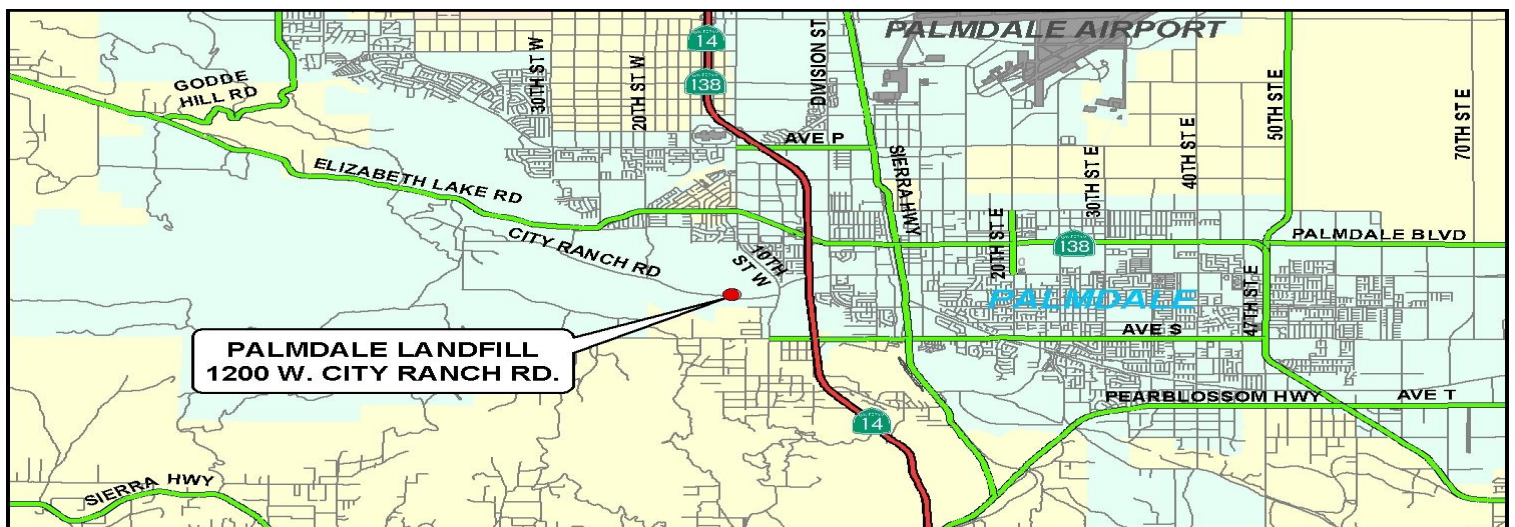 PALMDALE AIRPORT
14
138
GODDE
HILL RD
30TH ST W
20TH ST W
DIVISION ST
AVE P
SIERRA HWY
30TH ST E
40TH ST E
50TH ST E
70TH ST E
ELIZABETH LAKE RD
CITY RANCH RD
10TH
ST W
20TH ST E
138
PALMDALE BLVD
PALMDALE
47TH ST E
AVE S
PALMDALE LANDFILL
1200 W. CITY RANCH RD.
PEARBLOSSOM HWY
AVE T
14
SIERRA HWY